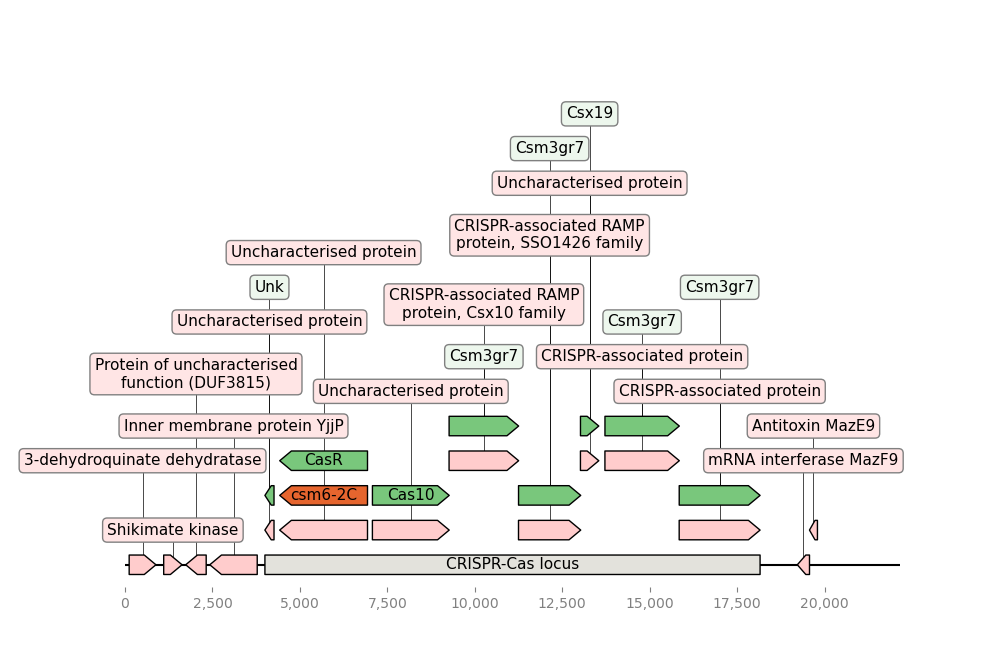 Csx19
Csm3gr7
Uncharacterised protein
CRISPR-associated RAMP
protein, SSO1426 family
Uncharacterised protein
Unk
Csm3gr7
CRISPR-associated RAMP
protein, Csx10 family
Uncharacterised protein
Csm3gr7
Csm3gr7
CRISPR-associated protein
Protein of uncharacterised
function (DUF3815)
Uncharacterised protein
CRISPR-associated protein
Inner membrane protein YjjP
Antitoxin MazE9
3-dehydroquinate dehydratase
CasR
mRNA interferase MazF9
csm6-2C
Cas10
Shikimate kinase
CRISPR-Cas locus
0
2,500
5,000
7,500
10,000
12,500
15,000
17,500
20,000